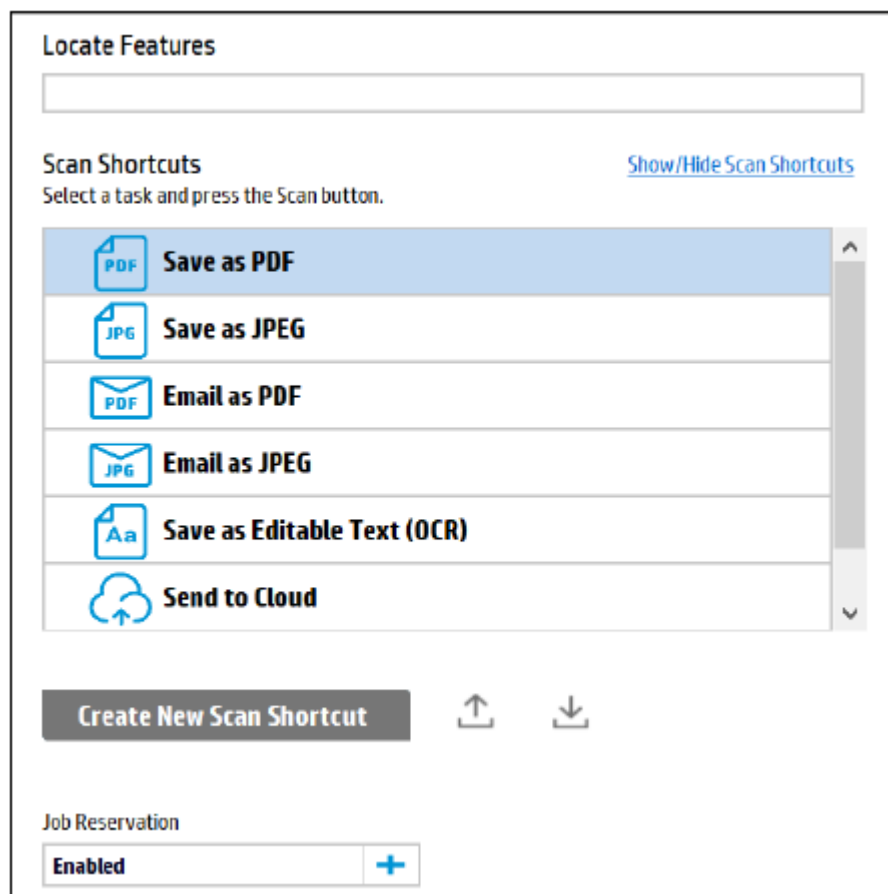 Locate Features
Scan Shortcuts
Show/Hide Scan Shortcuts
Select a task and press the Scan button.
PDF Save as PDF
JPG Save as JPEG
PDF Email as PDF
JPG Email as JPEG
Aa Save as Editable Text (OCR)
Send to Cloud
Create New Scan Shortcut
Job Reservation
Enabled